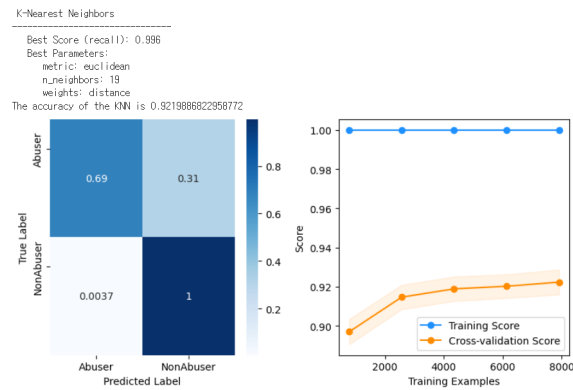 K-Nearest Neighbors
------------------------------
Best Score (recall): 0.996
Best Parameters:
metric: euclidean
n_neighbors: 19
weights: distance
The accuracy of the KNN is 0.9219886822958772
True Label
Abuser
NonAbuser
0.69
0.31
0.0037
1
Abuser
NonAbuser
Predicted Label
0.8
0.6
0.4
0.2
Score
1.00
0.98
0.96
0.94
0.92
0.90
Training Score
Cross-validation Score
2000
4000
6000
8000
Training Examples